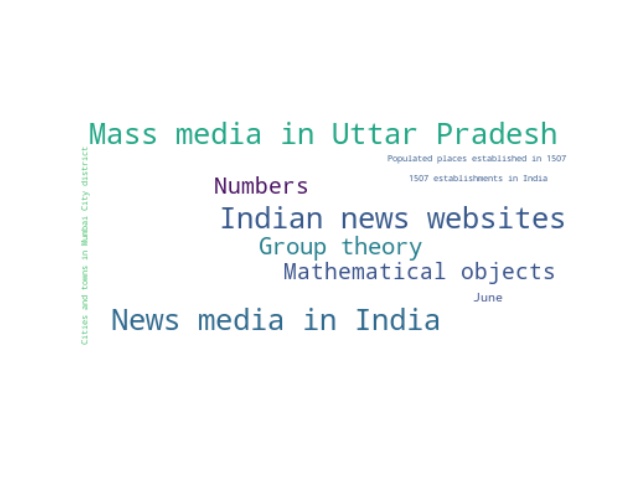 Mass media in Uttar Pradesh
Populated places established in 1507
1507 establishments in India
Numbers
Indian news websites
Group theory
Mathematical objects
June
News media in India
Cities and towns in Mumbai City district